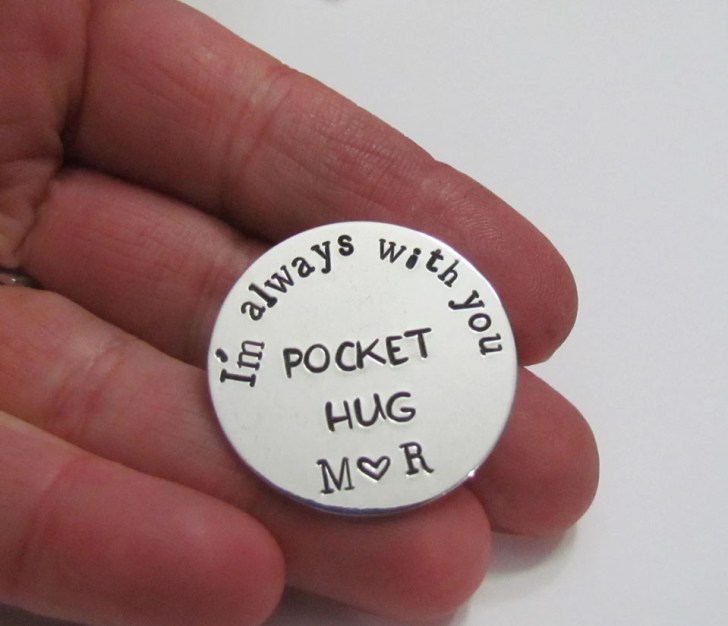 I'm always with you
POCKET
HUG
M♡R